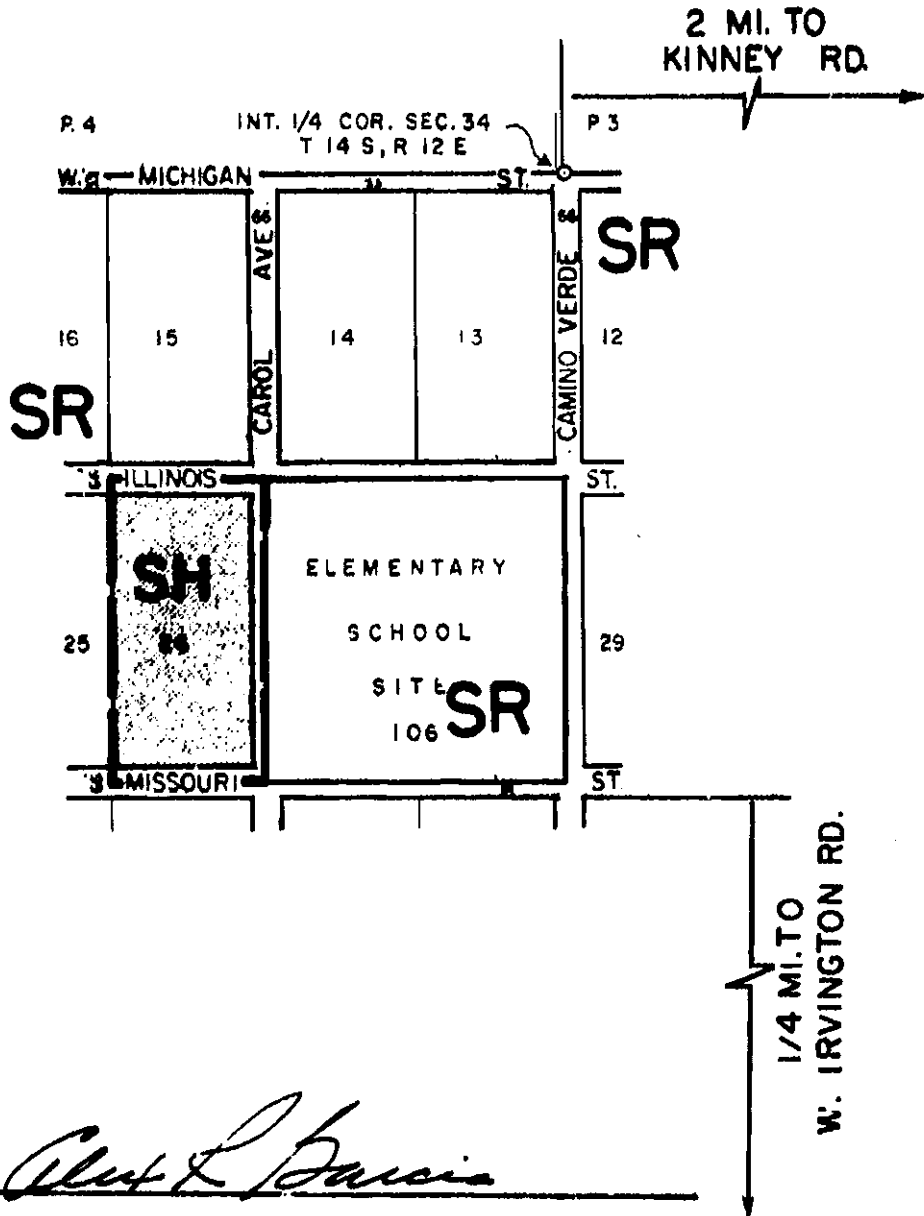 2 MI. TO
KINNEY RD.
P. 4
INT. 1/4 COR. SEC. 34
T 14 S, R 12 E
P 3
MICHIGAN ST.
CAROL AVE
CAMINO VERDE
SR
16
15
14
13
12
SR
ILLINOIS ST.
SH
25
ELEMENTARY
SCHOOL
SITE
106
SR
29
MISSOURI ST
1/4 MI. TO
W. IRVINGTON RD.
Alex R Garcia